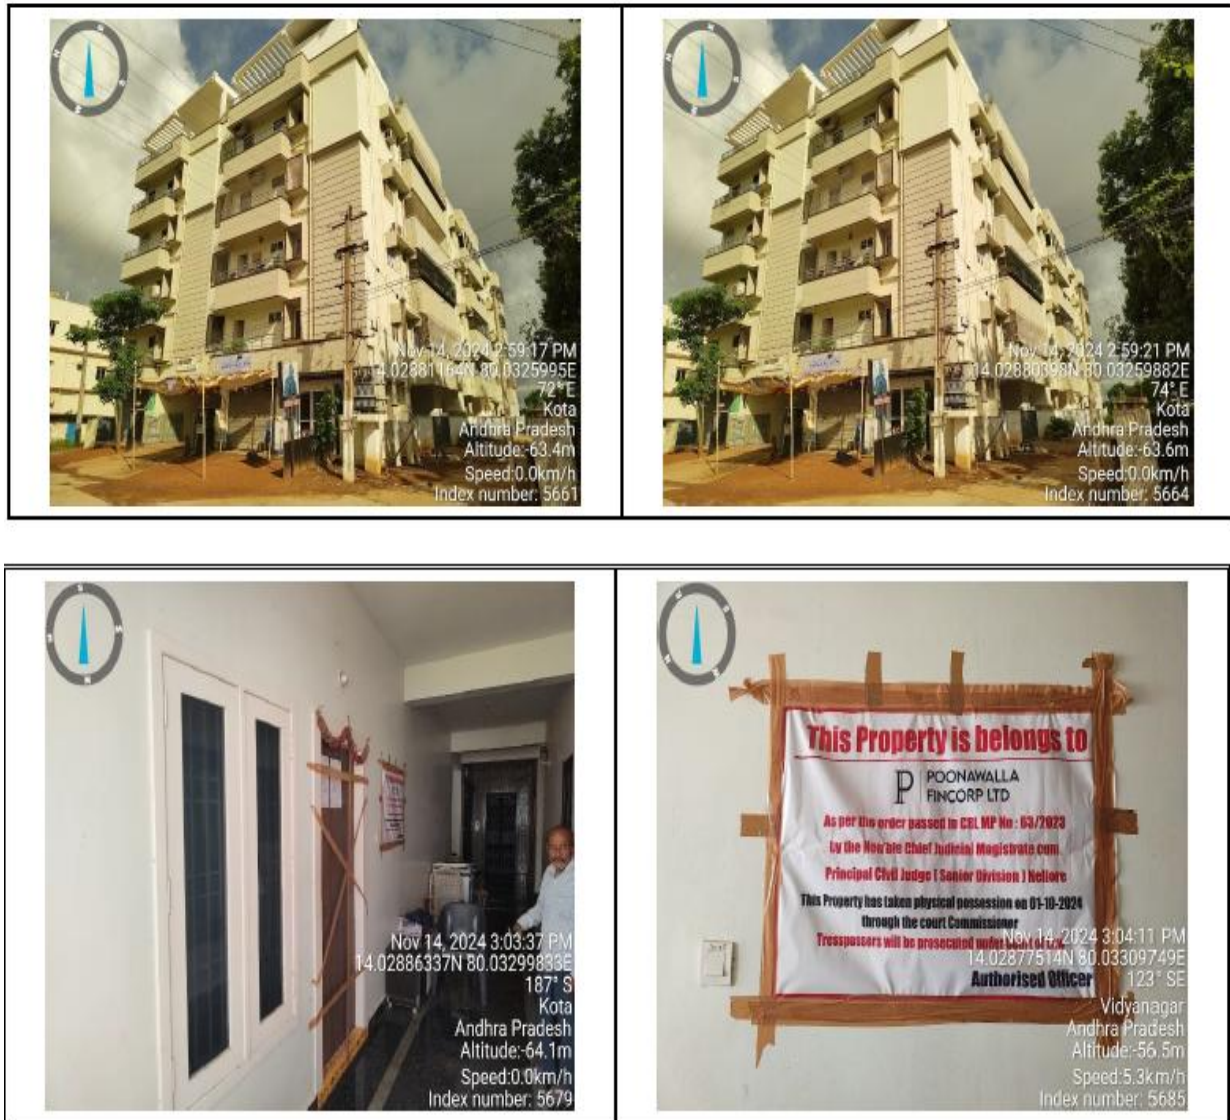 Nov 14, 2024 2:59:17 PM
14.02881164N 80.0325995E
72° E
Kota
Andhra Pradesh
Altitude:-63.4m
Speed:0.0km/h
Index number: 5661
Nov 14, 2024 2:59:21 PM
14.02880398N 80.03259882E
74° E
Kota
Andhra Pradesh
Altitude:-63.6m
Speed:0.0km/h
Index number: 5664
Nov 14, 2024 3:03:37 PM
14.02886337N 80.03299833E
187° S
Kota
Andhra Pradesh
Altitude:-64.1m
Speed:0.0km/h
Index number: 5679
This Property is belongs to
POONAWALLA
FINCORP LTD
As per the order passed in CRL MP No : 63/2023
by the Hon'ble Chief Judicial Magistrate cum
Principal Civil Judge ( Senior Division ) Nellore
This Property has taken physical possession on 01-10-2024
through the court Commissioner
Tresspassers will be prosecuted under
Authorised Officer
Nov 14, 2024 3:04:11 PM
14.02877514N 80.03309749E
123° SE
Vidyanagar
Andhra Pradesh
Altitude:-56.5m
Speed:5.3km/h
Index number: 5685